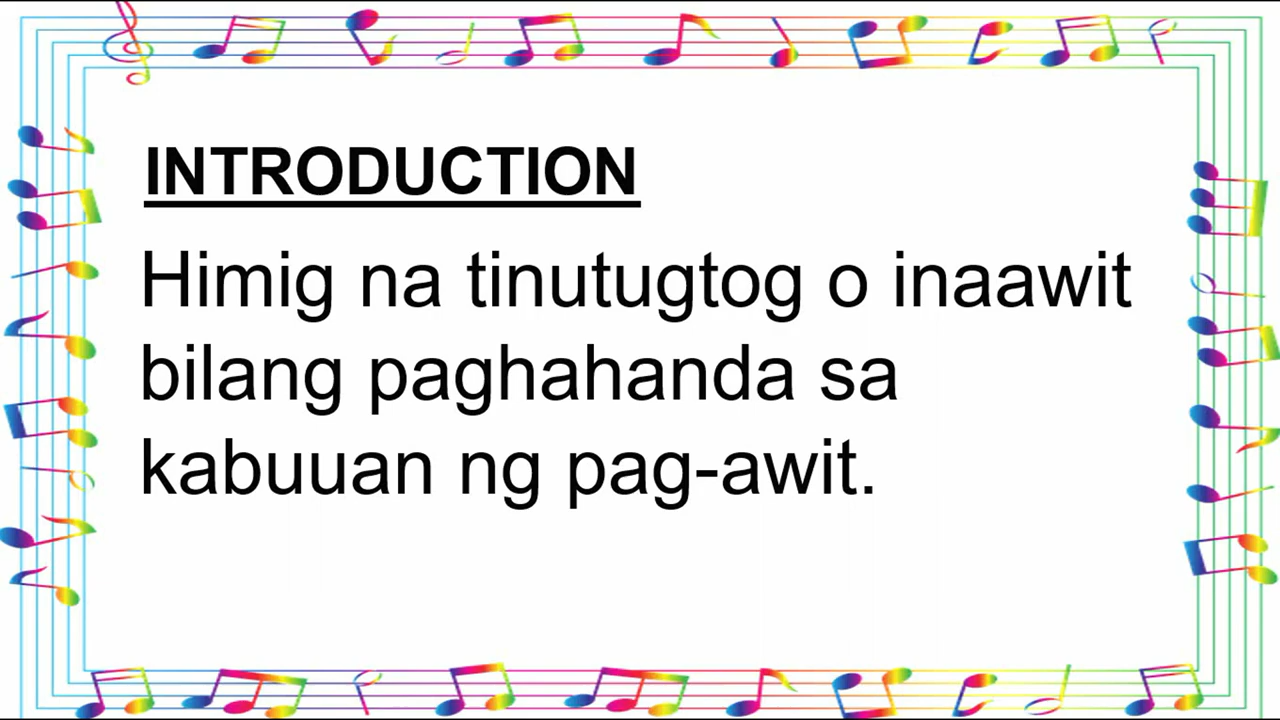 INTRODUCTION
Himig na tinutugtog o inaawit
bilang paghahanda sa
kabuuan ng pag-awit.